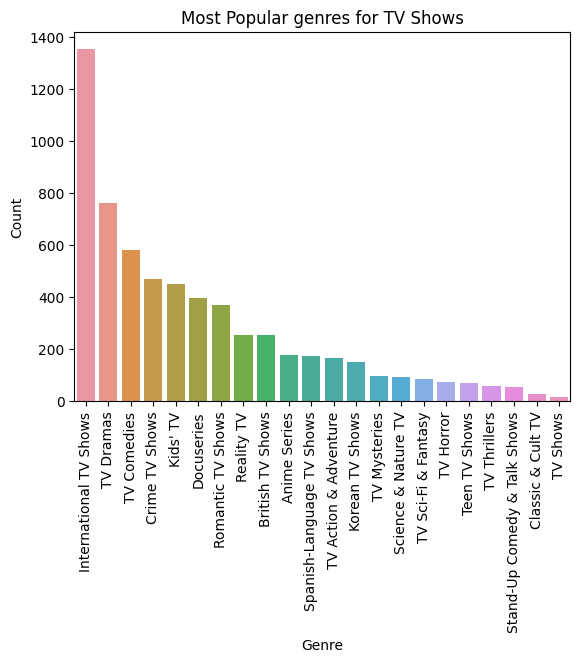 Most Popular genres for TV Shows
1400
1200
1000
800
600
400
200
0
Count
International TV Shows
TV Dramas
TV Comedies
Crime TV Shows
Kids' TV
Docuseries
Romantic TV Shows
Reality TV
British TV Shows
Anime Series
Spanish-Language TV Shows
TV Action & Adventure
Korean TV Shows
TV Mysteries
Science & Nature TV
TV Sci-Fi & Fantasy
TV Horror
Teen TV Shows
TV Thrillers
Stand-Up Comedy & Talk Shows
Classic & Cult TV
TV Shows
Genre